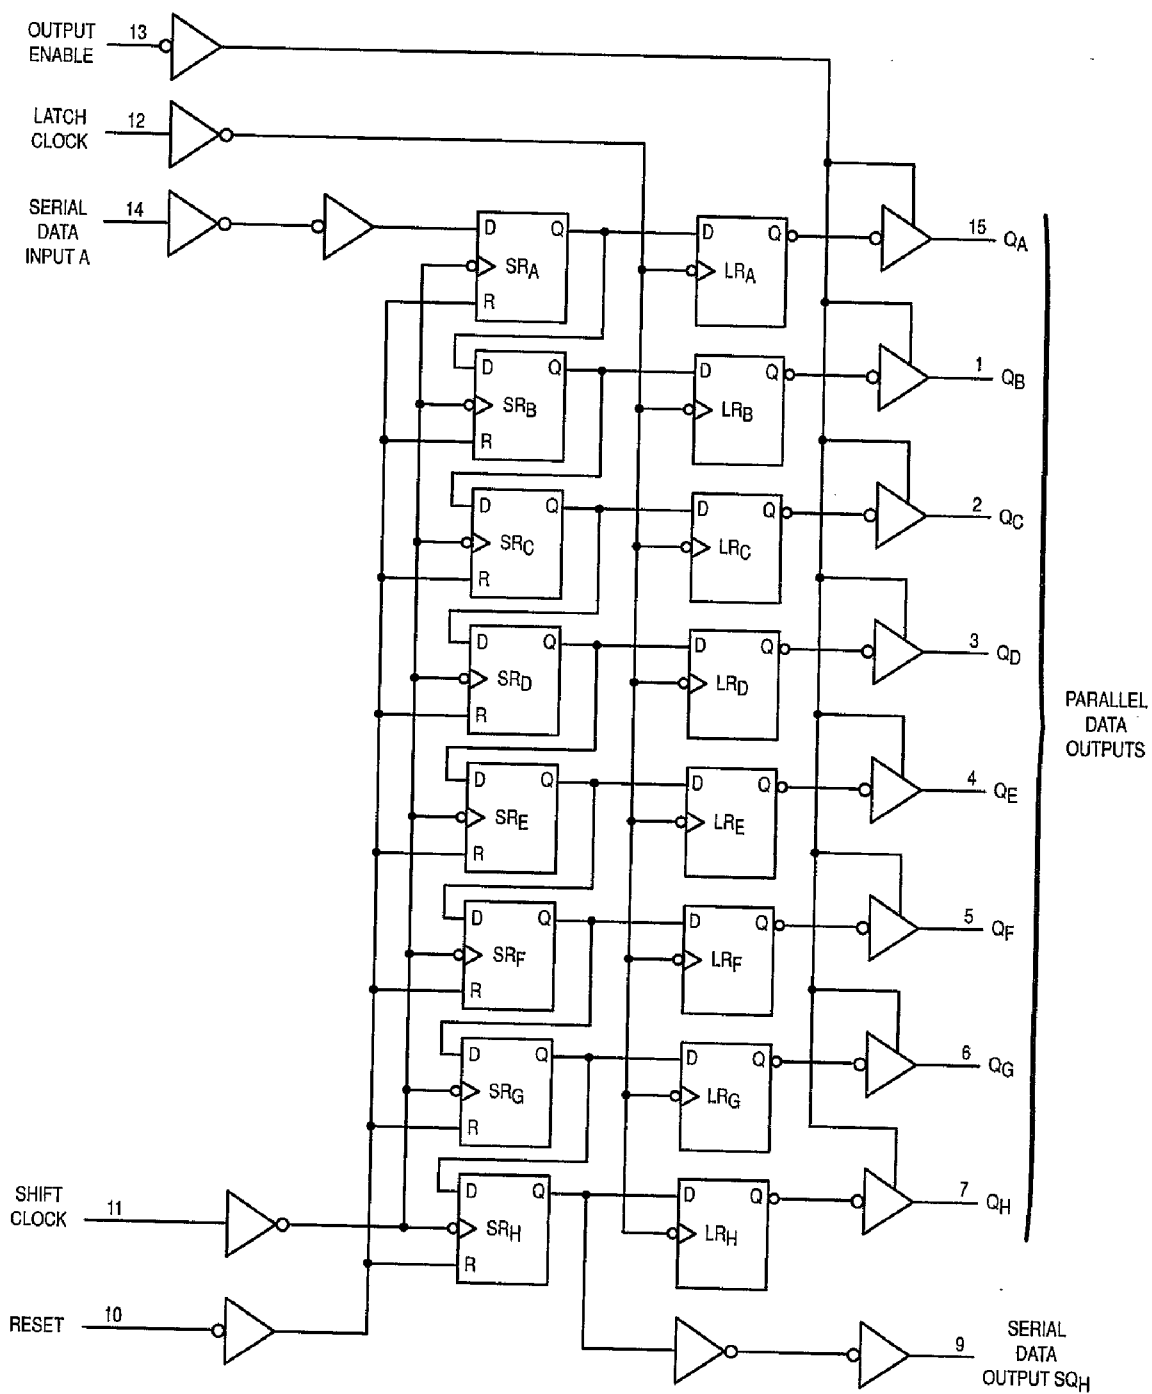 OUTPUT
ENABLE
13
LATCH
CLOCK
12
SERIAL
DATA
INPUT A
14
D Q
SRA
R
D Q
LRA
15 QA
D Q
SRB
R
D Q
LRB
1 QB
D Q
SRC
R
D Q
LRC
2 QC
D Q
SRD
R
D Q
LRD
3 QD
PARALLEL
DATA
OUTPUTS
D Q
SRE
R
D Q
LRE
4 QE
D Q
SRF
R
D Q
LRF
5 QF
D Q
SRG
R
D Q
LRG
6 QG
SHIFT
CLOCK
11
D Q
SRH
R
D Q
LRH
7 QH
RESET
10
9
SERIAL
DATA
OUTPUT SQH